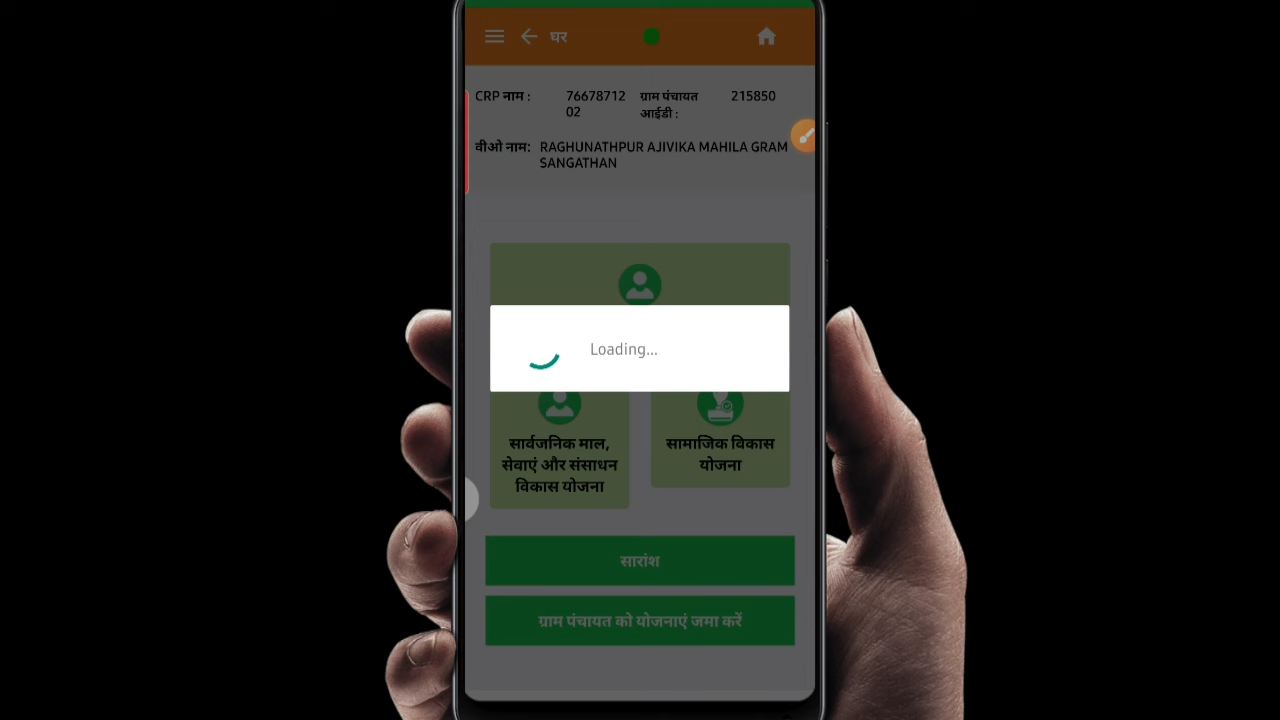 घर
CRP नाम :
76678712
02
ग्राम पंचायत
आईडी :
215850
वीओ नाम:
RAGHUNATHPUR AJIVIKA MAHILA GRAM
SANGATHAN
Loading...
सार्वजनिक माल,
सेवाएं और संसाधन
विकास योजना
सामाजिक विकास
योजना
सारांश
ग्राम पंचायत को योजनाएं जमा करें